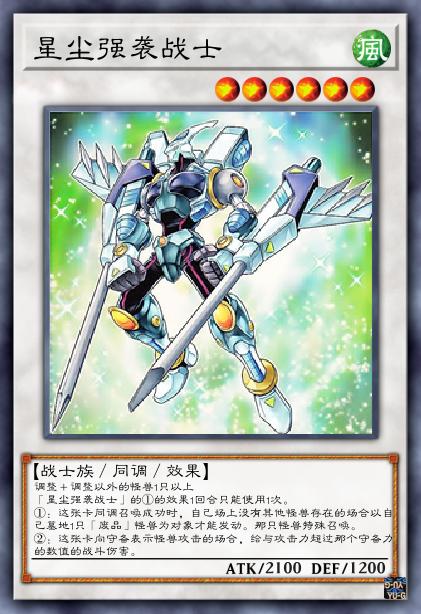 星尘强袭战士
風
【战士族／同调／效果】
调整＋调整以外的怪兽1只以上
「星尘强袭战士」的①的效果1回合只能使用1次。
①：这张卡同调召唤成功时，自己场上没有其他怪兽存在的场合以自
己墓地1只「废品」怪兽为对象才能发动。那只怪兽特殊召唤。
②：这张卡向守备表示怪兽攻击的场合，给与攻击力超过那个守备力
的数值的战斗伤害。
ATK/2100 DEF/1200